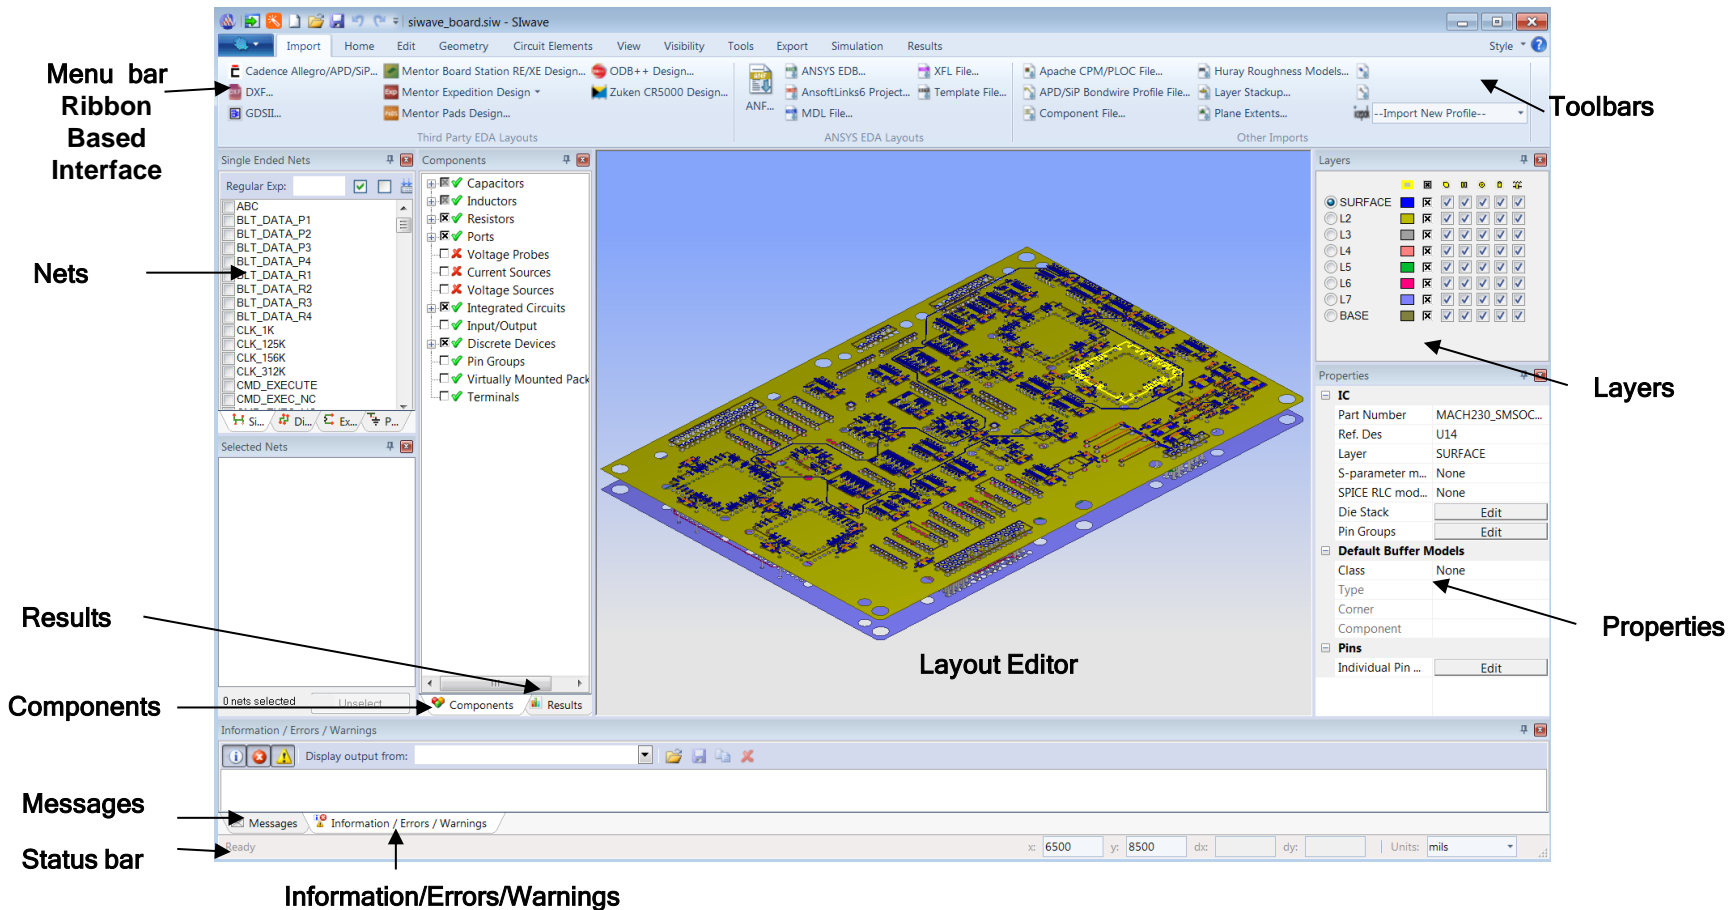 siwave_board.siw - SIwave
Import Home Edit Geometry Circuit Elements View Visibility Tools Export Simulation Results Style
Cadence Allegro/APD/SiP... Mentor Board Station RE/XE Design... ODB++ Design... ANSYS EDB... XFL File... Apache CPM/PLOC File... Huray Roughness Models...
DXF... Mentor Expedition Design Zuken CR5000 Design... AnsoftLinks6 Project... Template File... APD/SiP Bondwire Profile File... Layer Stackup...
ANF...
GDSII... Mentor Pads Design... MDL File... Component File... Plane Extents... --Import New Profile--
Third Party EDA Layouts ANSYS EDA Layouts Other Imports
Menu bar
Ribbon
Based
Interface
Toolbars
Single Ended Nets
Regular Exp:
ABC
BLT_DATA_P1
BLT_DATA_P2
BLT_DATA_P3
BLT_DATA_P4
BLT_DATA_R1
BLT_DATA_R2
BLT_DATA_R3
BLT_DATA_R4
CLK_1K
CLK_125K
CLK_156K
CLK_312K
CMD_EXECUTE
CMD_EXEC_NC
Si... Di... Ex... P...
Nets
Selected Nets
0 nets selected Unselect
Components
Capacitors
Inductors
Resistors
Ports
Voltage Probes
Current Sources
Voltage Sources
Integrated Circuits
Input/Output
Discrete Devices
Pin Groups
Virtually Mounted Pack
Terminals
Components Results
Results
Components
Layout Editor
Layers
SURFACE
L2
L3
L4
L5
L6
L7
BASE
Layers
Properties
IC
Part Number MACH230_SMSOC...
Ref. Des U14
Layer SURFACE
S-parameter m... None
SPICE RLC mod... None
Die Stack Edit
Pin Groups Edit
Default Buffer Models
Class None
Type
Corner
Component
Pins
Individual Pin ... Edit
Properties
Information / Errors / Warnings
Display output from:
Messages Information / Errors / Warnings
Messages
Ready x: 6500 y: 8500 dx: dy: Units: mils
Status bar
Information/Errors/Warnings